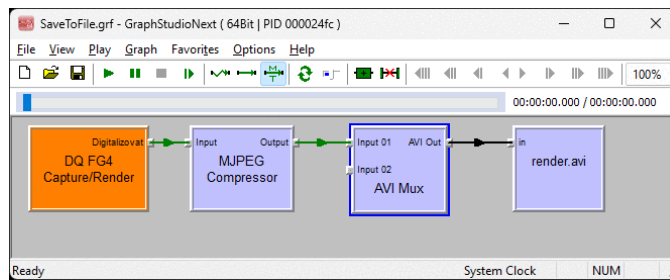 SaveToFile.grf - GraphStudioNext ( 64Bit | PID 000024fc )
File View Play Graph Favorites Options Help
M
T
100%
00:00:00.000 / 00:00:00.000
Digitalizovat
DQ FG4
Capture/Render
Input Output
MJPEG
Compressor
Input 01 AVI Out
Input 02
AVI Mux
in
render.avi
Ready System Clock NUM